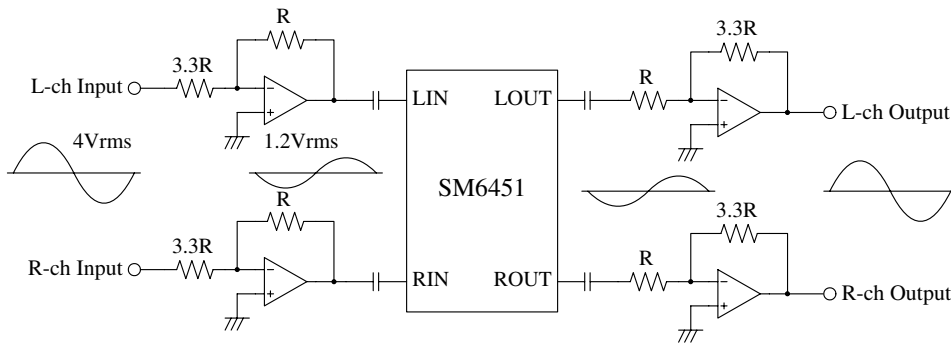 R
3.3R
L-ch Input
LIN
LOUT
R
3.3R
L-ch Output
4Vrms
1.2Vrms
SM6451
R
3.3R
R-ch Input
RIN
ROUT
R
3.3R
R-ch Output